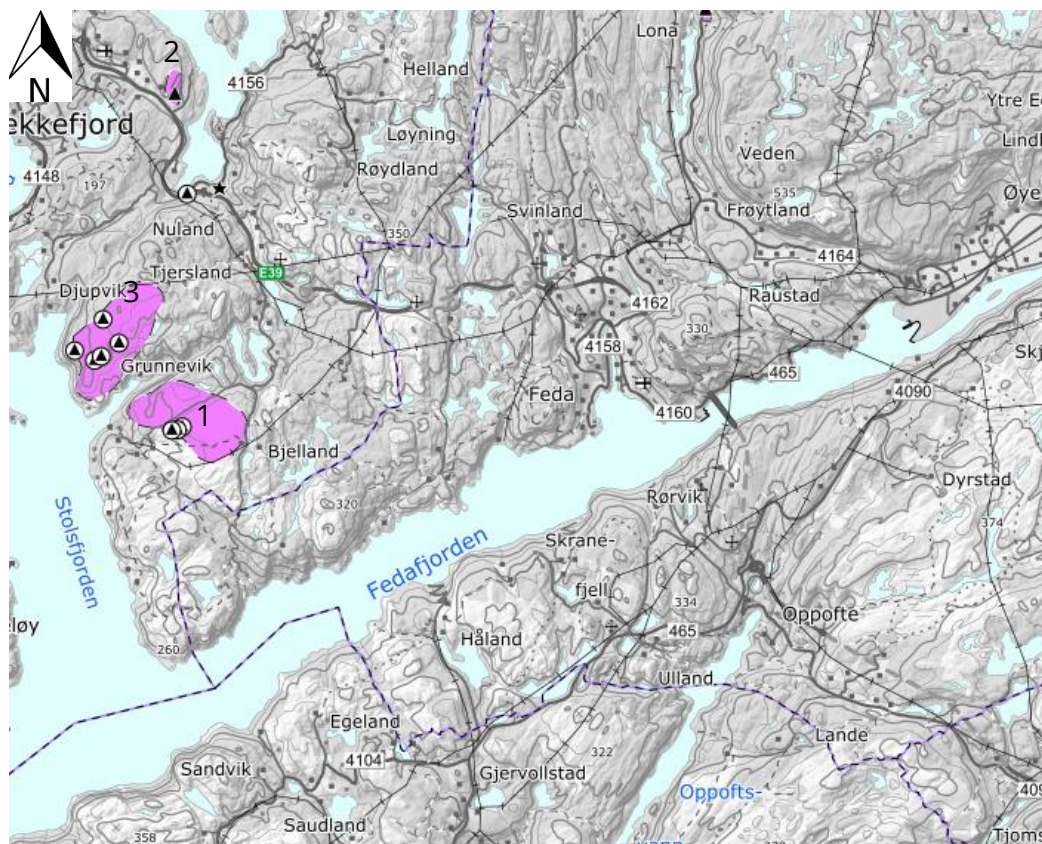 2
Lona
Helland
4156
Ytre E
N
ekkefjord
Løyning
Lindl
Veden
Røydland
4148
197
535
Øye
Svinland
Frøytland
Nuland
350
4164
Tjersland
E39
3
Djupvik
Raustad
4162
330
4158
Skj
Grunnevik
465
4090
Feda
1
4160
Bjelland
Dyrstad
Rørvik
320
Stolsfjorden
374
Fedafjorden
Skrane-
fjell
334
Oppofte
løy
465
Håland
260
Ulland
Egeland
Lande
322
4104
Sandvik
Gjervollstad
Oppofts-
409
Saudland
358
Tjoms